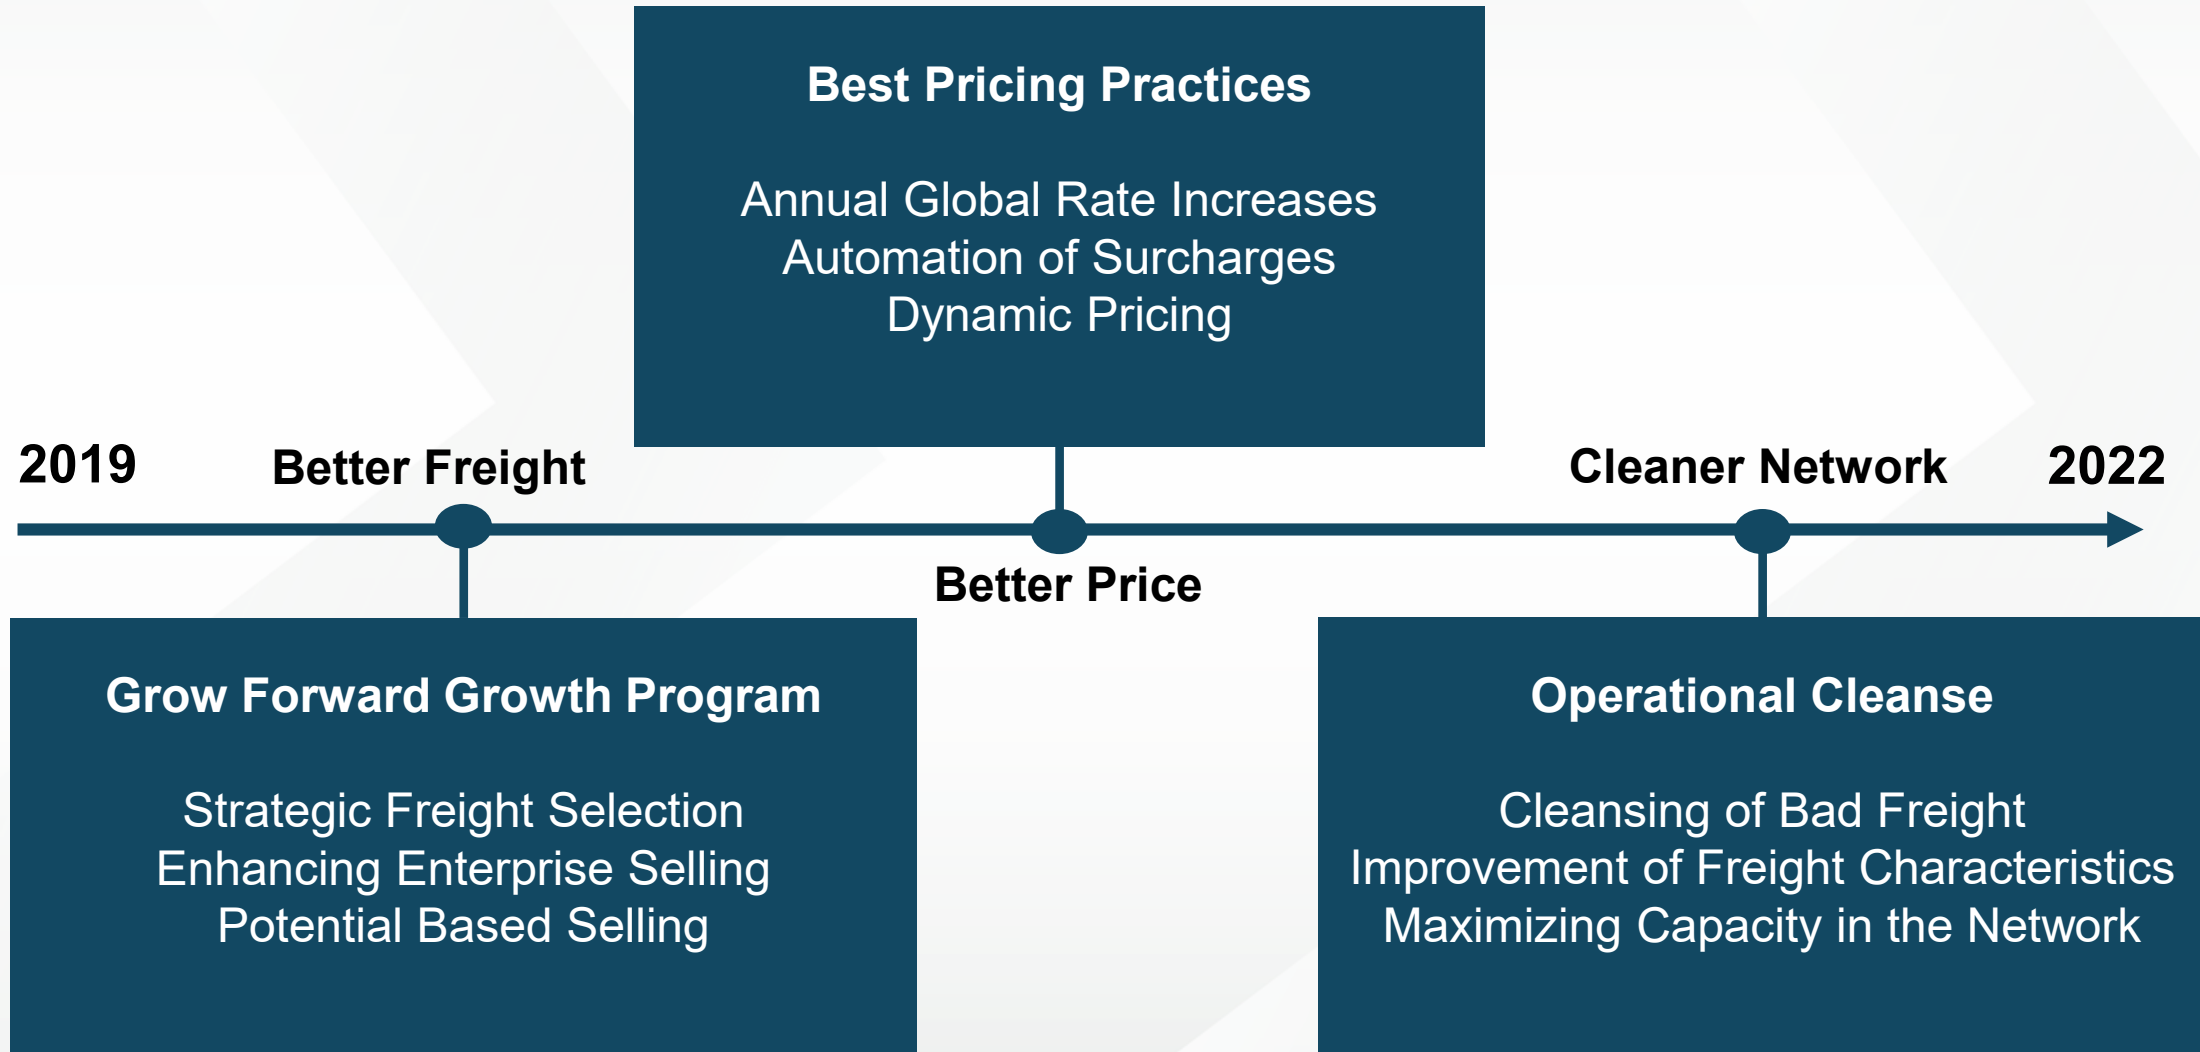 Best Pricing Practices
Annual Global Rate Increases
Automation of Surcharges
Dynamic Pricing
2019
Better Freight
Cleaner Network
2022
Better Price
Grow Forward Growth Program
Strategic Freight Selection
Enhancing Enterprise Selling
Potential Based Selling
Operational Cleanse
Cleansing of Bad Freight
Improvement of Freight Characteristics
Maximizing Capacity in the Network